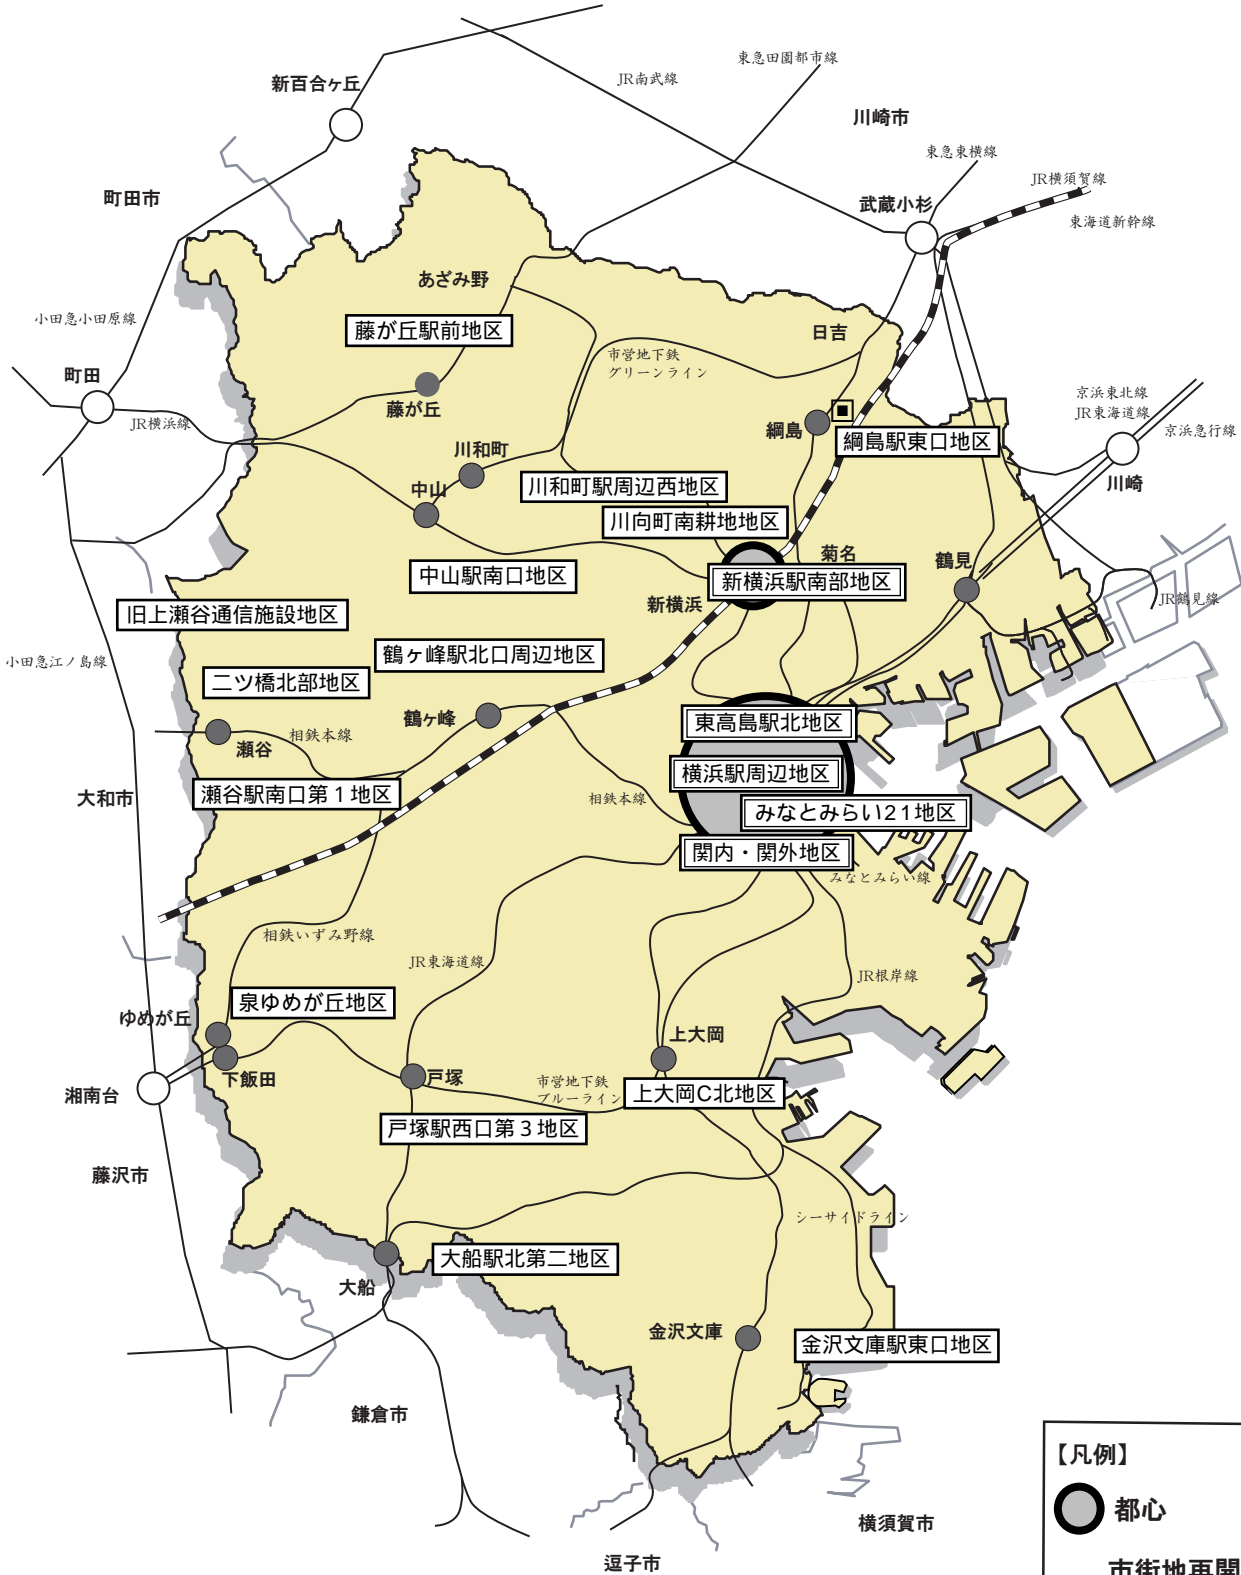 東急田園都市線
JR南武線
新百合ヶ丘
川崎市
東急東横線
JR横須賀線
町田市
武蔵小杉
東海道新幹線
あざみ野
小田急小田原線
藤が丘駅前地区
日吉
市営地下鉄
グリーンライン
町田
京浜東北線
JR東海道線
藤が丘
JR横浜線
綱島
京浜急行線
綱島駅東口地区
川和町
川崎
中山
川和町駅周辺西地区
川向町南耕地地区
菊名
鶴見
中山駅南口地区
新横浜駅南部地区
新横浜
JR鶴見線
旧上瀬谷通信施設地区
小田急江ノ島線
鶴ヶ峰駅北口周辺地区
二ツ橋北部地区
鶴ヶ峰
東高島駅北地区
相鉄本線
瀬谷
横浜駅周辺地区
大和市
瀬谷駅南口第1地区
相鉄本線
みなとみらい21地区
関内・関外地区
みなとみらい線
相鉄いずみ野線
JR東海道線
JR根岸線
泉ゆめが丘地区
ゆめが丘
上大岡
下飯田
戸塚
市営地下鉄
ブルーライン
湘南台
上大岡C北地区
戸塚駅西口第3地区
藤沢市
シーサイドライン
大船駅北第二地区
大船
金沢文庫
金沢文庫駅東口地区
鎌倉市
【凡例】
都心
横須賀市
逗子市
市街地再開